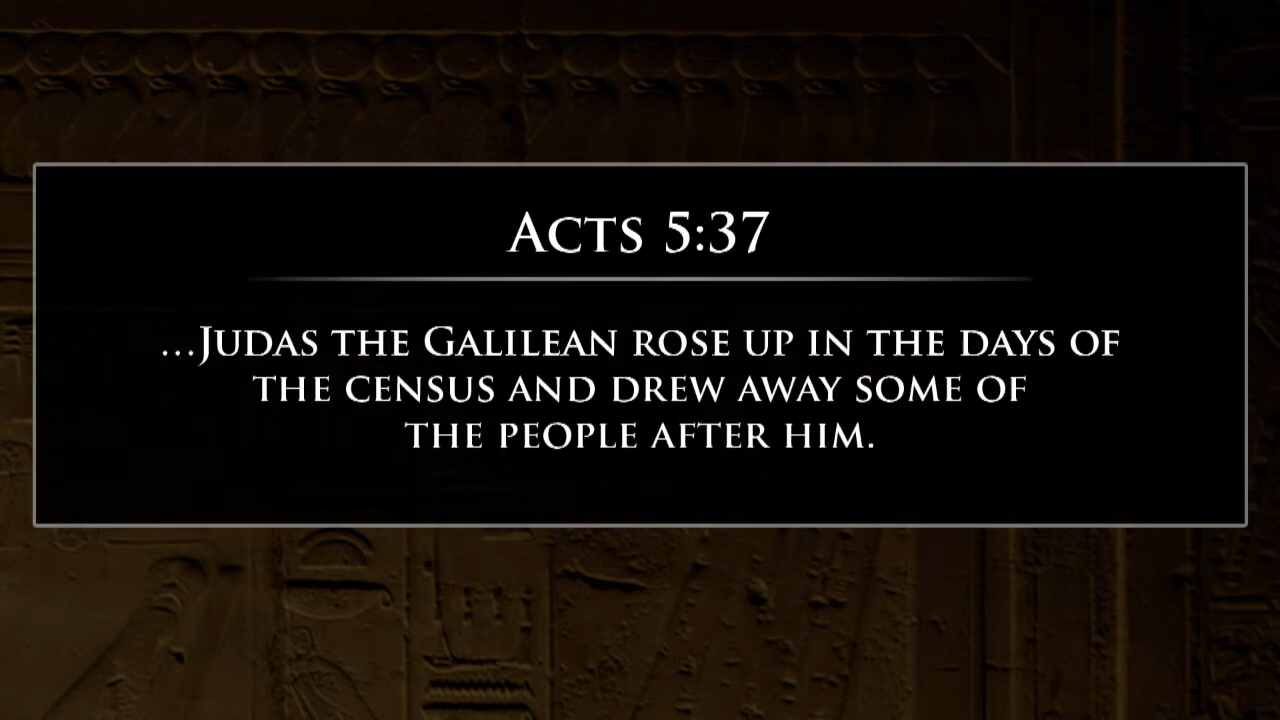 Acts 5:37
...Judas the Galilean rose up in the days of
the census and drew away some of
the people after him.